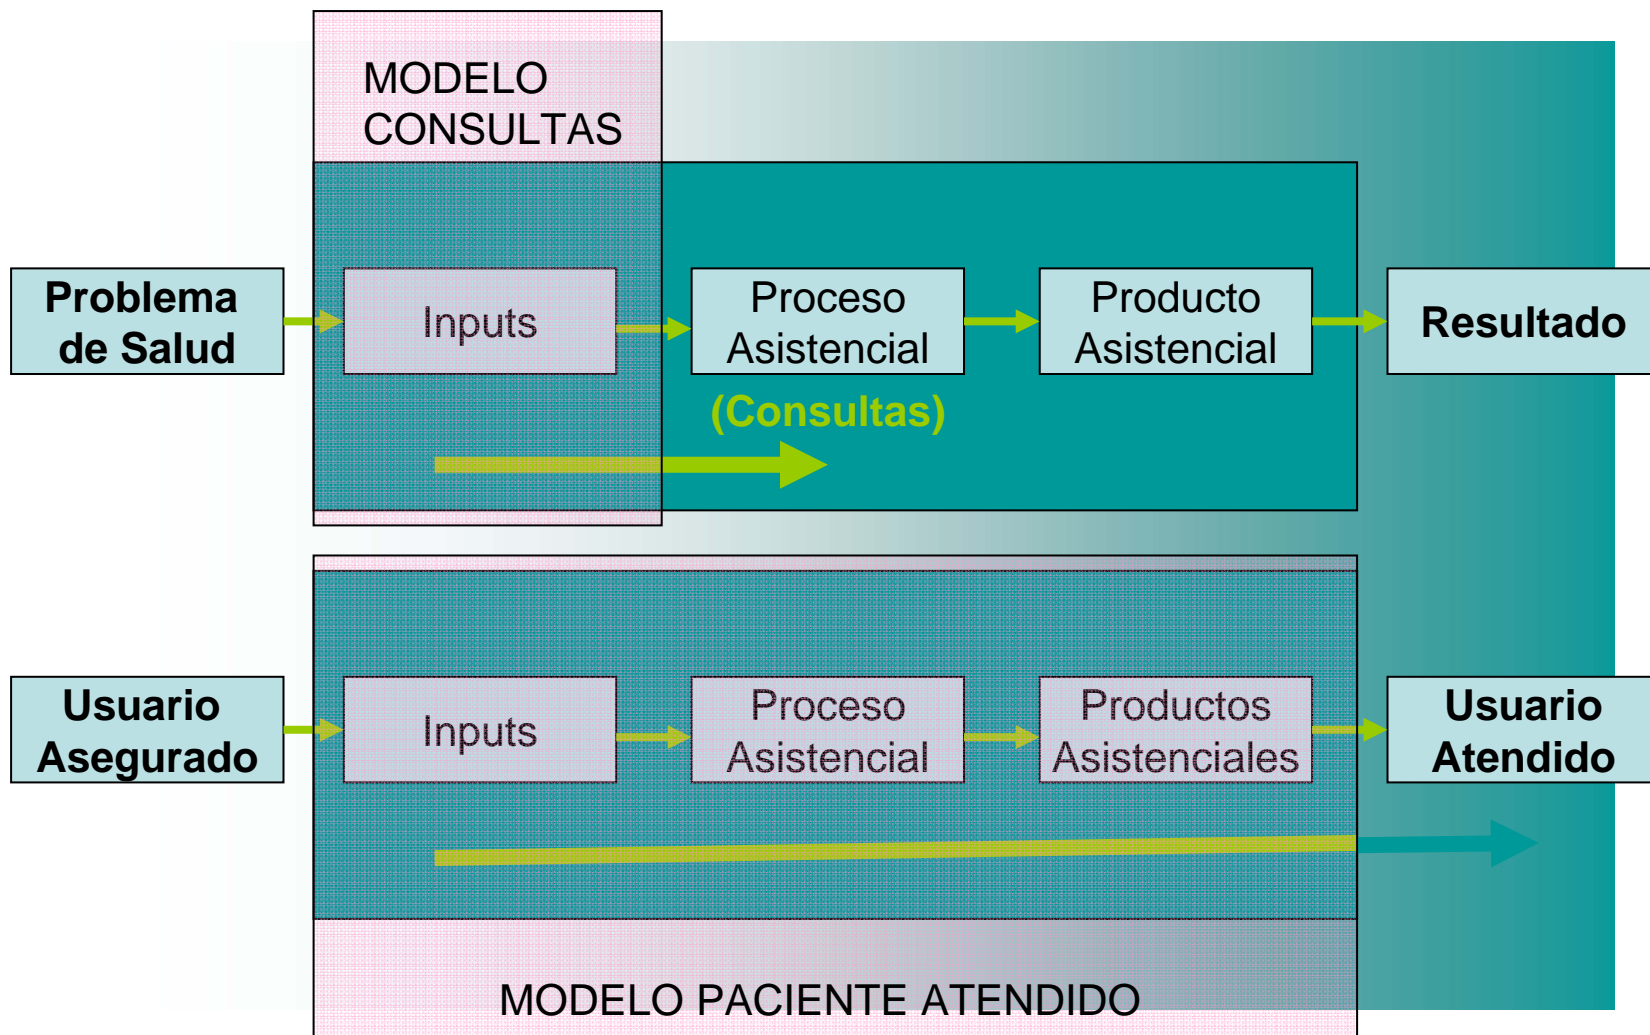 MODELO
CONSULTAS
Problema
de Salud
Inputs
Proceso
Asistencial
Producto
Asistencial
Resultado
(Consultas)
Usuario
Asegurado
Inputs
Proceso
Asistencial
Productos
Asistenciales
Usuario
Atendido
MODELO PACIENTE ATENDIDO